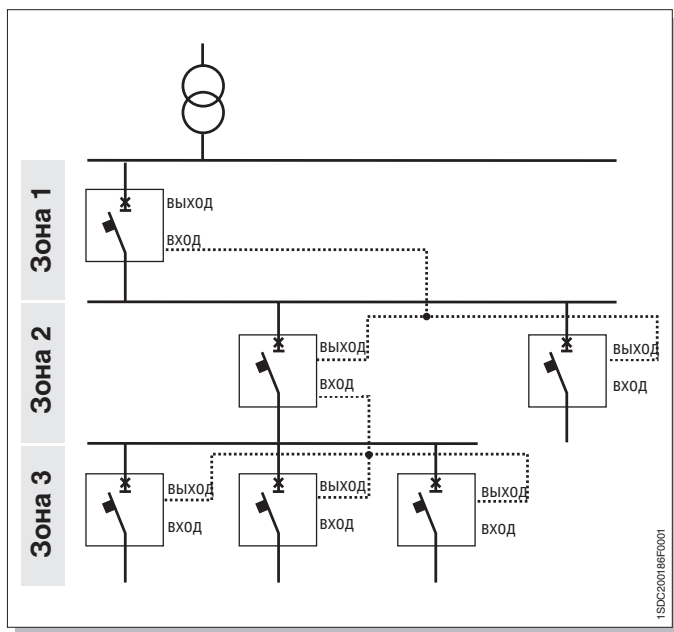 Зона 1
выход
вход
Зона 2
выход
вход
выход
вход
Зона 3
выход
вход
выход
вход
выход
вход
1SDC200186F0001